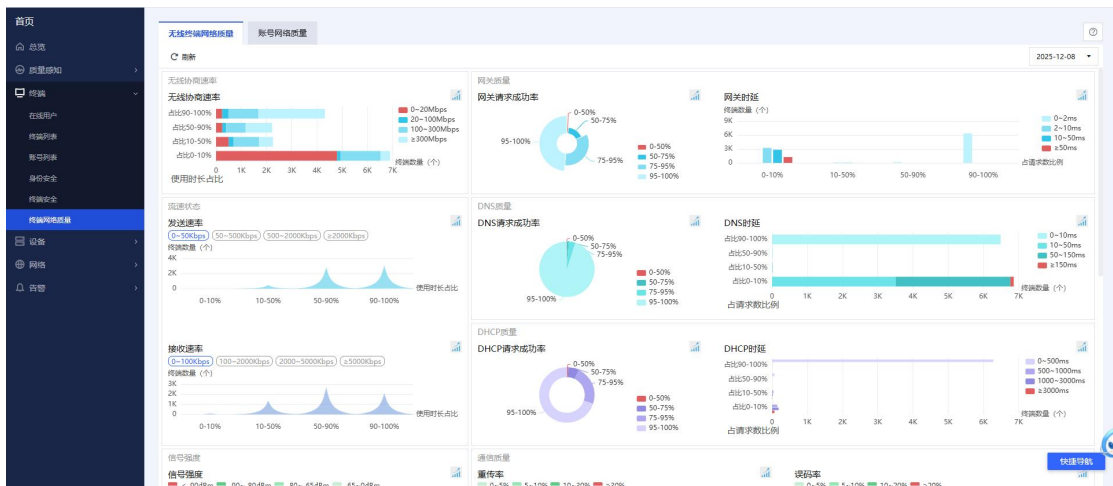 首页
总览
质量感知
终端
在线用户
终端列表
账号列表
身份安全
终端安全
终端网络质量
设备
网络
告警
无线终端网络质量 账号网络质量
刷新 2025-12-08
无线协商速率
无线协商速率
占比90-100%
占比50-90%
占比10-50%
占比0-10%
0~20Mbps
20~100Mbps
100~300Mbps
≥300Mbps
终端数量（个）
0 1K 2K 3K 4K 5K 6K 7K
使用时长占比
网关质量
网关请求成功率
0-50%
50-75%
75-95%
95-100%
0-50%
50-75%
75-95%
95-100%
网关时延
终端数量（个）
9K
6K
3K
0
0-10% 10-50% 50-90% 90-100%
占请求数比例
0~2ms
2~10ms
10~50ms
≥50ms
流速状态
发送速率
0~50Kbps 50~500Kbps 500~2000Kbps ≥2000Kbps
终端数量（个）
4K
2K
0
0-10% 10-50% 50-90% 90-100%
使用时长占比
接收速率
0~100Kbps 100~2000Kbps 2000~5000Kbps ≥5000Kbps
终端数量（个）
3K
2K
1K
0
0-10% 10-50% 50-90% 90-100%
使用时长占比
DNS质量
DNS请求成功率
0-50%
50-75%
75-95%
95-100%
0-50%
50-75%
75-95%
95-100%
DNS时延
占比90-100%
占比50-90%
占比10-50%
占比0-10%
0~10ms
10~50ms
50~150ms
≥150ms
终端数量（个）
0 1K 2K 3K 4K 5K 6K 7K
占请求数比例
DHCP质量
DHCP请求成功率
0-50%
50-75%
75-95%
95-100%
0-50%
50-75%
75-95%
95-100%
DHCP时延
占比90-100%
占比50-90%
占比10-50%
占比0-10%
0~500ms
500~1000ms
1000~3000ms
≥3000ms
终端数量（个）
0 1K 2K 3K 4K 5K 6K 7K
占请求数比例
快捷导航
信号强度
信号强度
通信质量
重传率
0~5% 5~10% 10~30% ≥30%
误码率
0~5% 5~10% 10~20% ≥20%